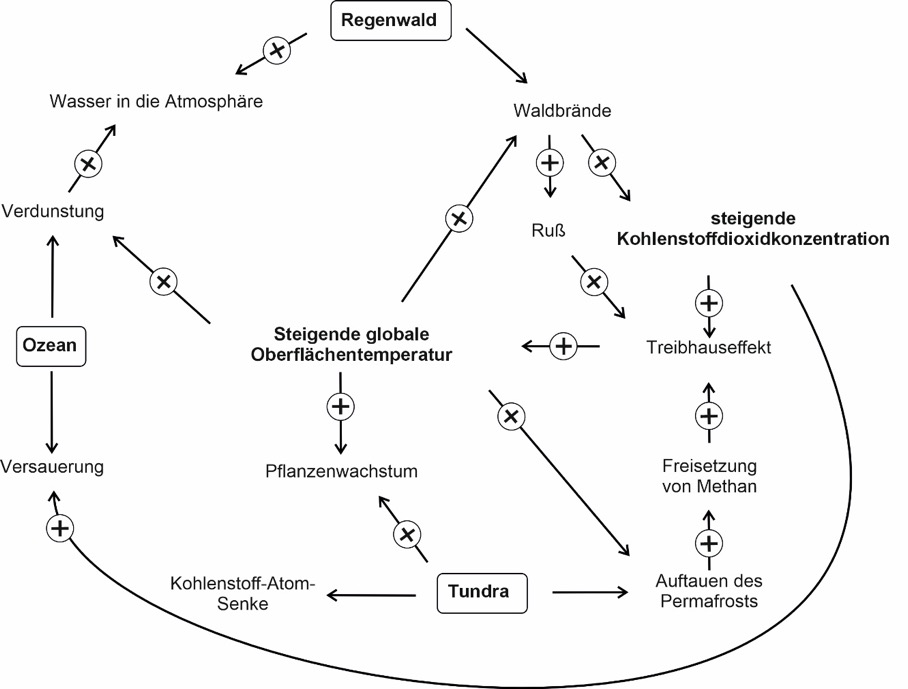 Regenwald
Wasser in die Atmosphäre
Waldbrände
Verdunstung
Ruß
steigende
Kohlenstoffdioxidkonzentration
Ozean
Steigende globale
Oberflächentemperatur
Treibhauseffekt
Versauerung
Pflanzenwachstum
Freisetzung
von Methan
Kohlenstoff-Atom-
Senke
Tundra
Auftauen des
Permafrosts